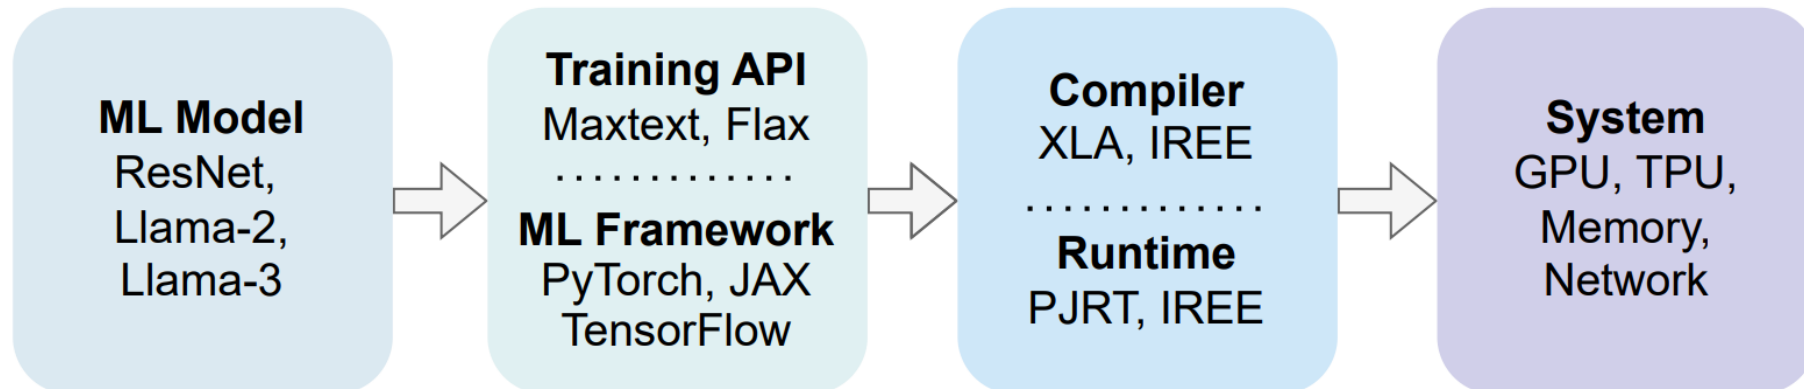 ML Model
ResNet,
Llama-2,
Llama-3
Training API
Maxtext, Flax
.............
ML Framework
PyTorch, JAX
TensorFlow
Compiler
XLA, IREE
.............
Runtime
PJRT, IREE
System
GPU, TPU,
Memory,
Network